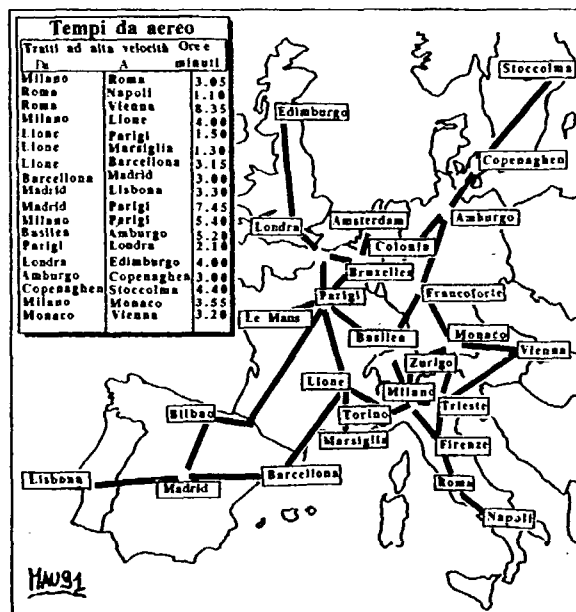 Tempi da aereo
Tratti ad alta velocità Ore e
Da A minuti
Milano Roma 3.05
Roma Napoli 1.10
Roma Vienna 8.35
Milano Lione 4.00
Lione Parigi 1.50
Lione Marsiglia 1.30
Lione Barcellona 3.15
Barcellona Madrid 3.00
Madrid Lisbona 3.30
Madrid Parigi 7.45
Milano Parigi 5.40
Basilea Amburgo 5.20
Parigi Londra 2.10
Londra Edimburgo 4.00
Amburgo Copenaghen 3.00
Copenaghen Stoccolma 4.40
Milano Monaco 3.55
Monaco Vienna 3.20
Stoccolma
Edimburgo
Copenaghen
Londra
Amsterdam
Amburgo
Colonia
Bruxelles
Parigi
Francoforte
Le Mans
Basilea
Monaco
Vienna
Zurigo
Lione
Milano
Bilbao
Torino
Trieste
Marsiglia
Firenze
Lisbona
Madrid
Barcellona
Roma
Napoli
MAU91